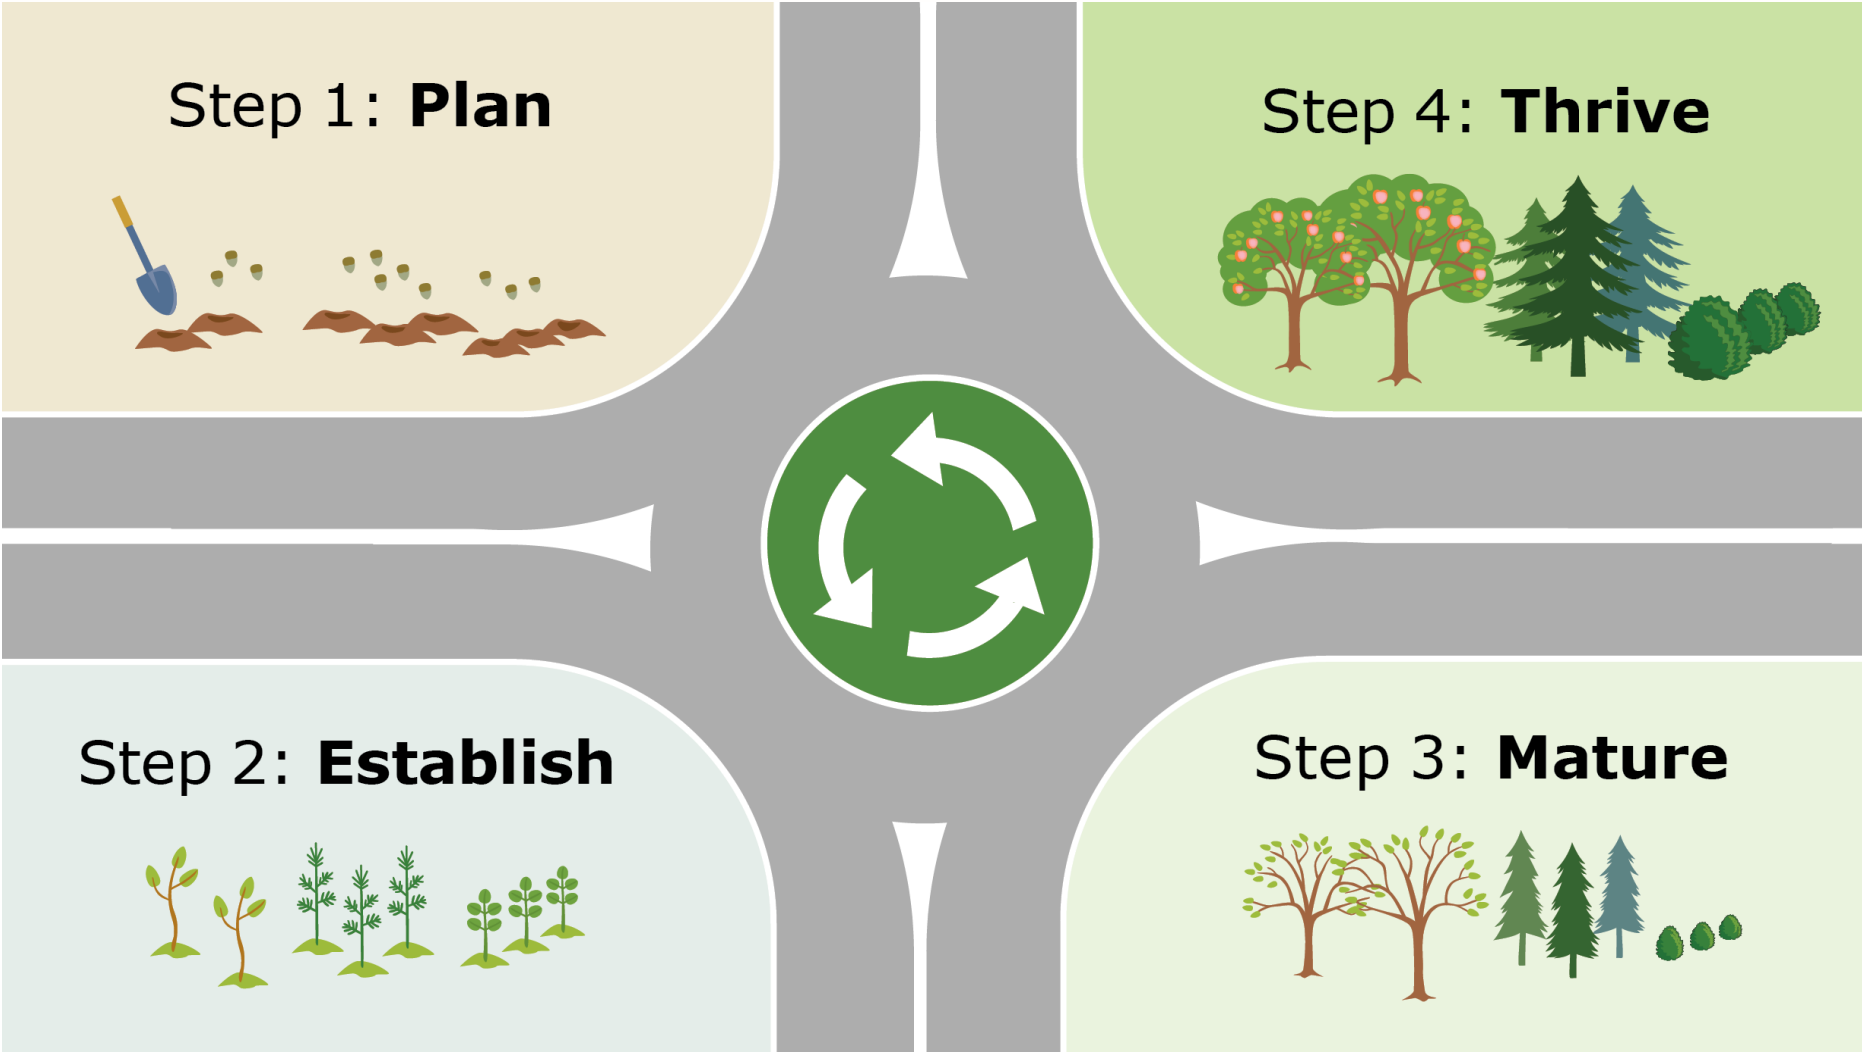 Step 1: Plan
Step 4: Thrive
Step 2: Establish
Step 3: Mature